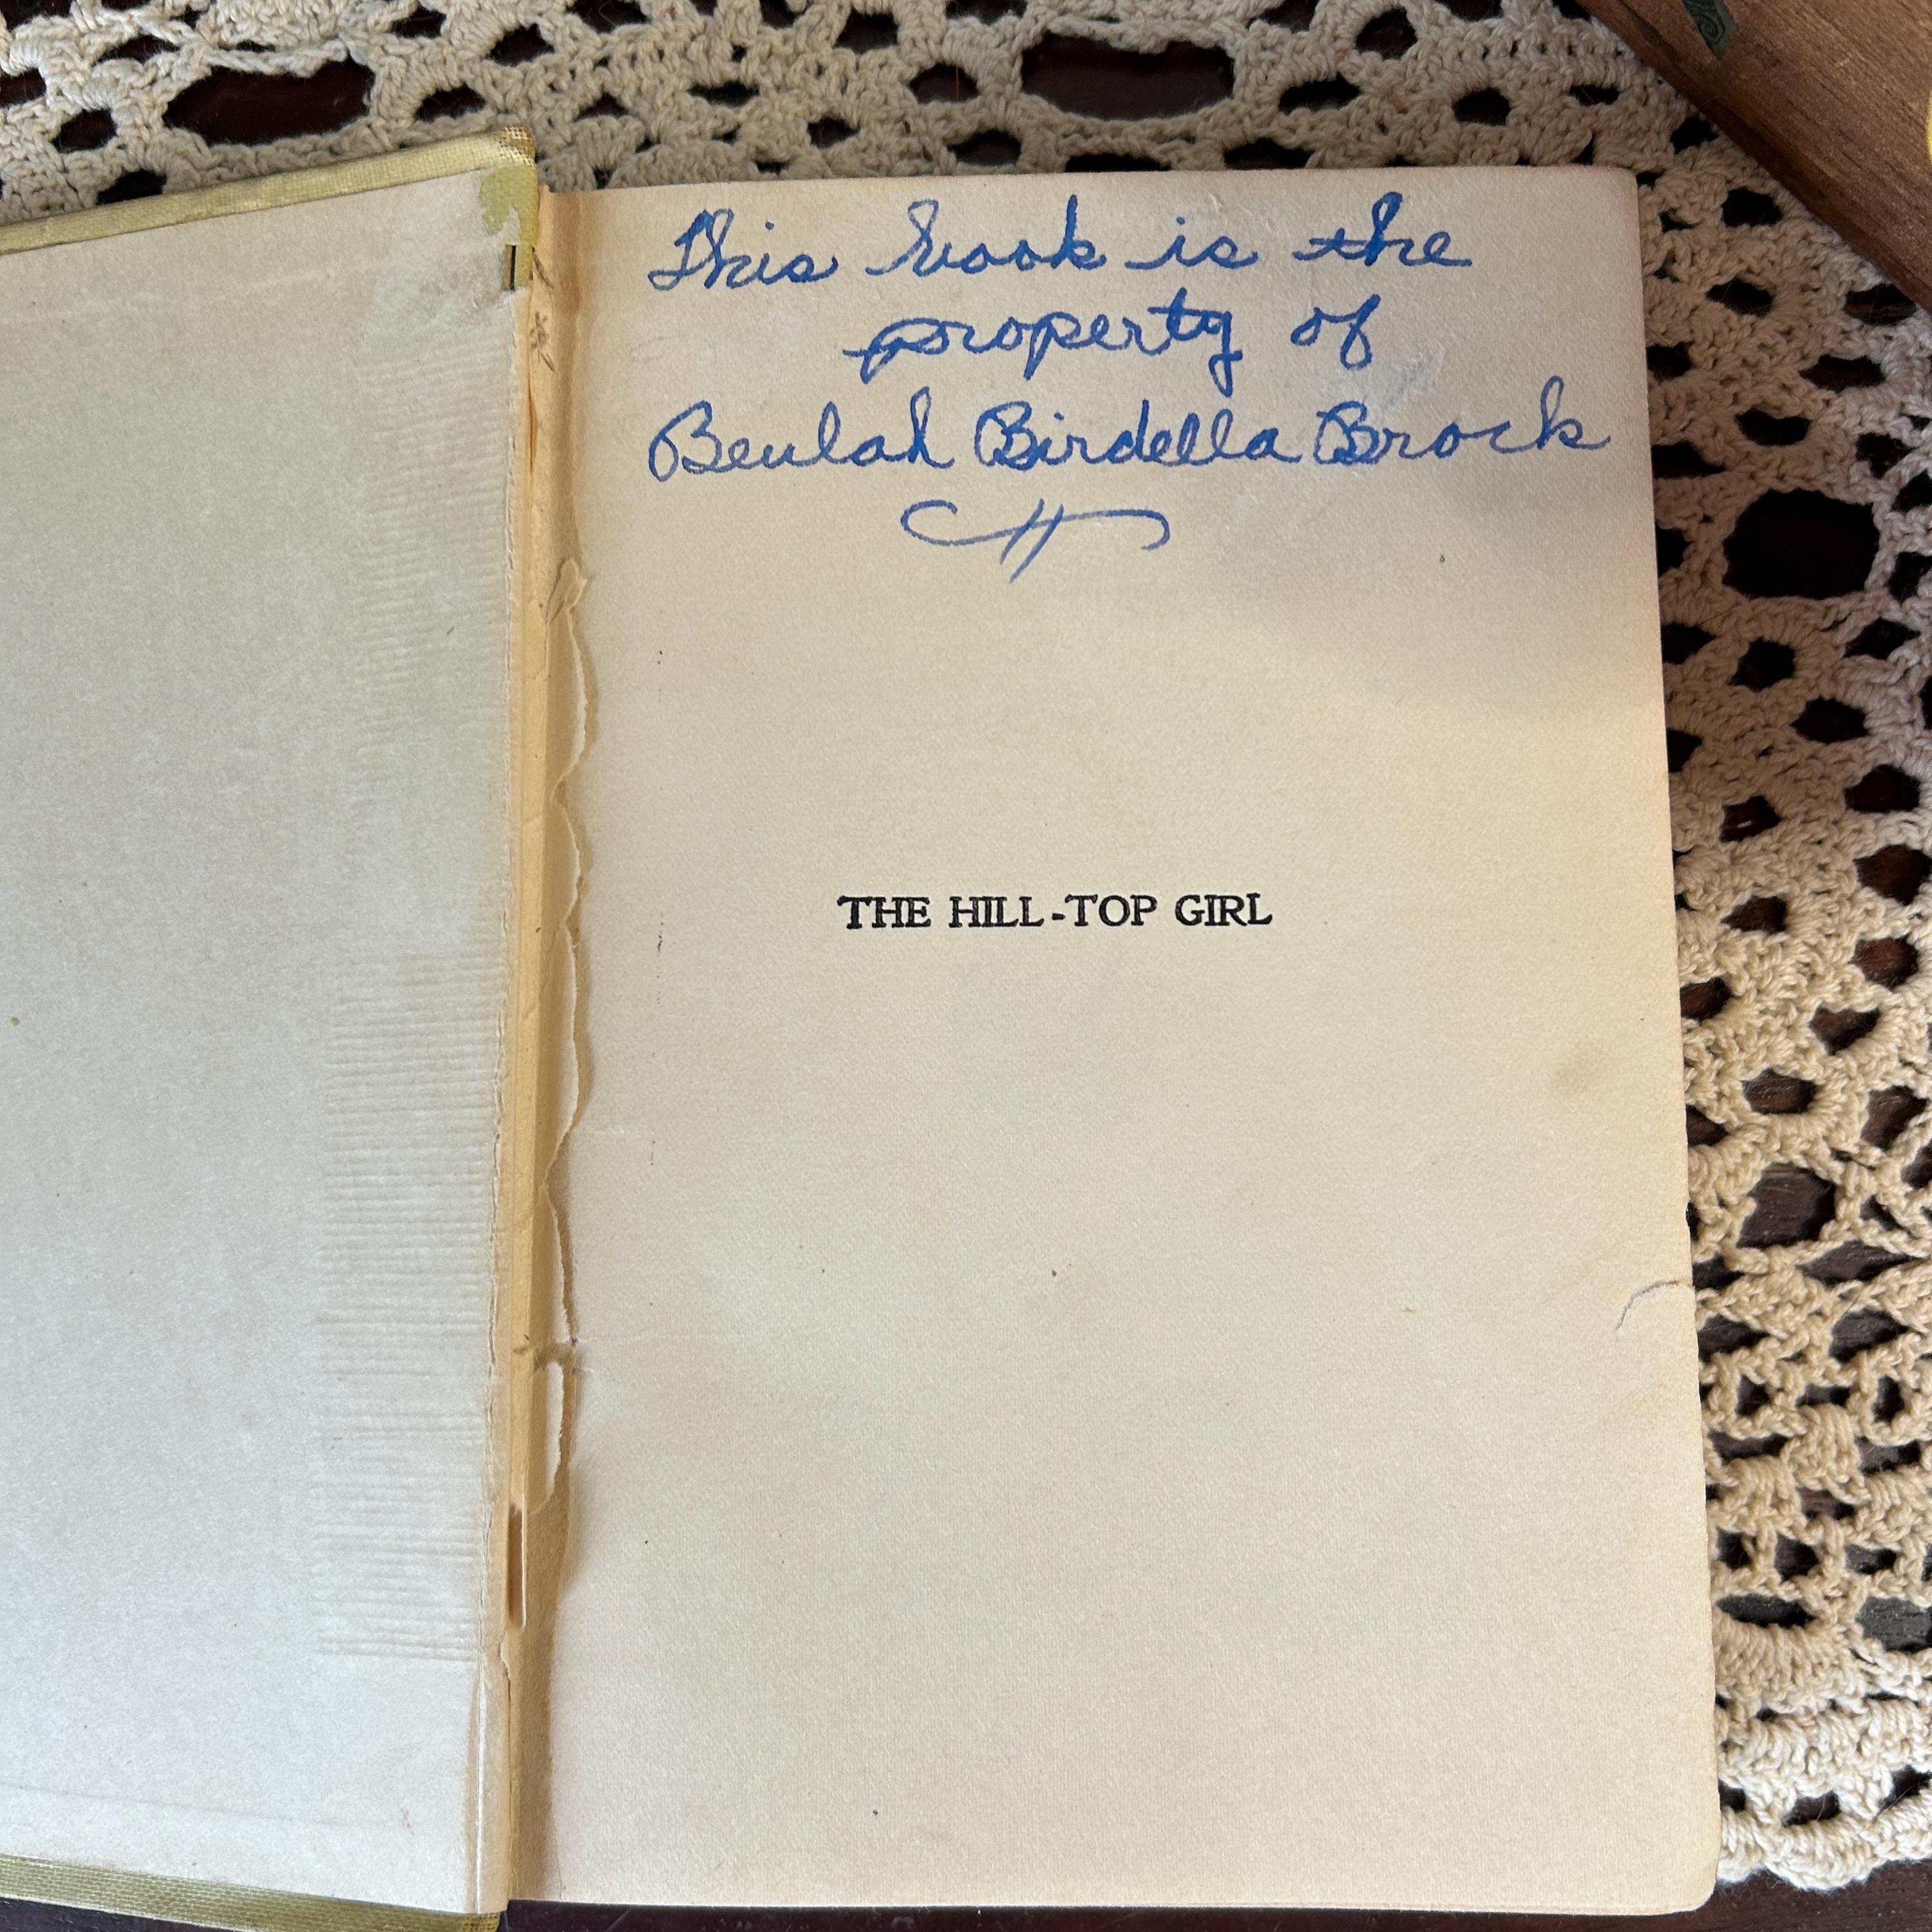 This book is the
property of
Beulah Birdella Brock
THE HILL-TOP GIRL